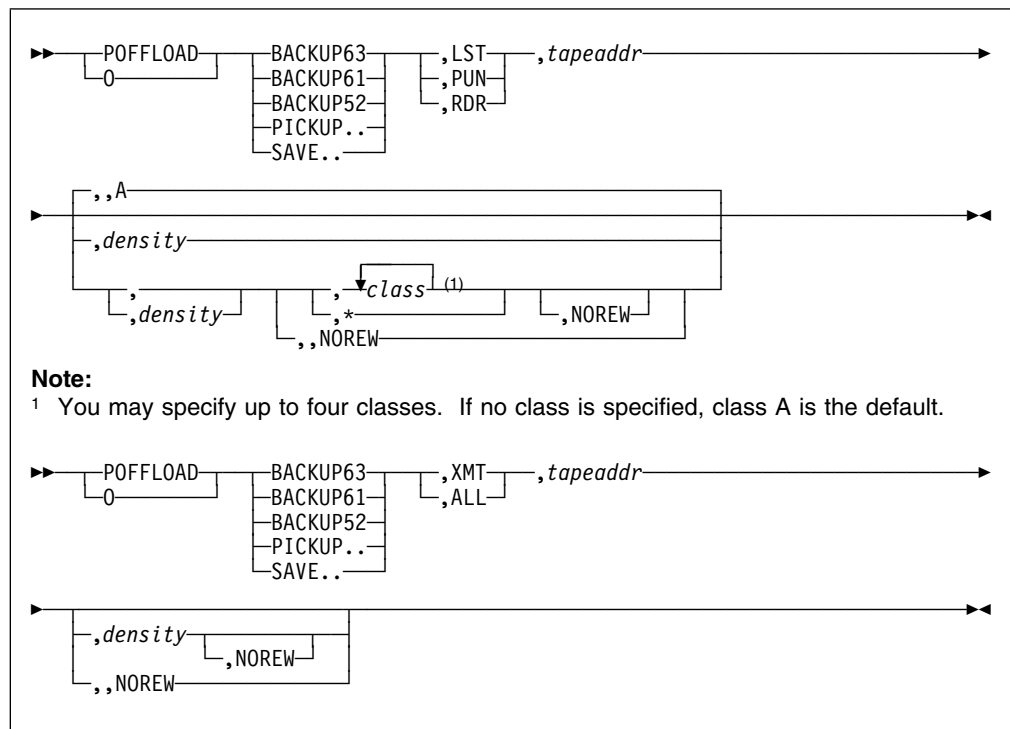 POFFLOAD BACKUP63 ,LST ,tapeaddr
O BACKUP61 ,PUN
BACKUP52 ,RDR
PICKUP..
SAVE..
,,A
,density
, , class (1)
,density ,* ,NOREW
,,NOREW
Note:
1 You may specify up to four classes. If no class is specified, class A is the default.
POFFLOAD BACKUP63 ,XMT ,tapeaddr
O BACKUP61 ,ALL
BACKUP52
PICKUP..
SAVE..
,density
,NOREW
,,NOREW